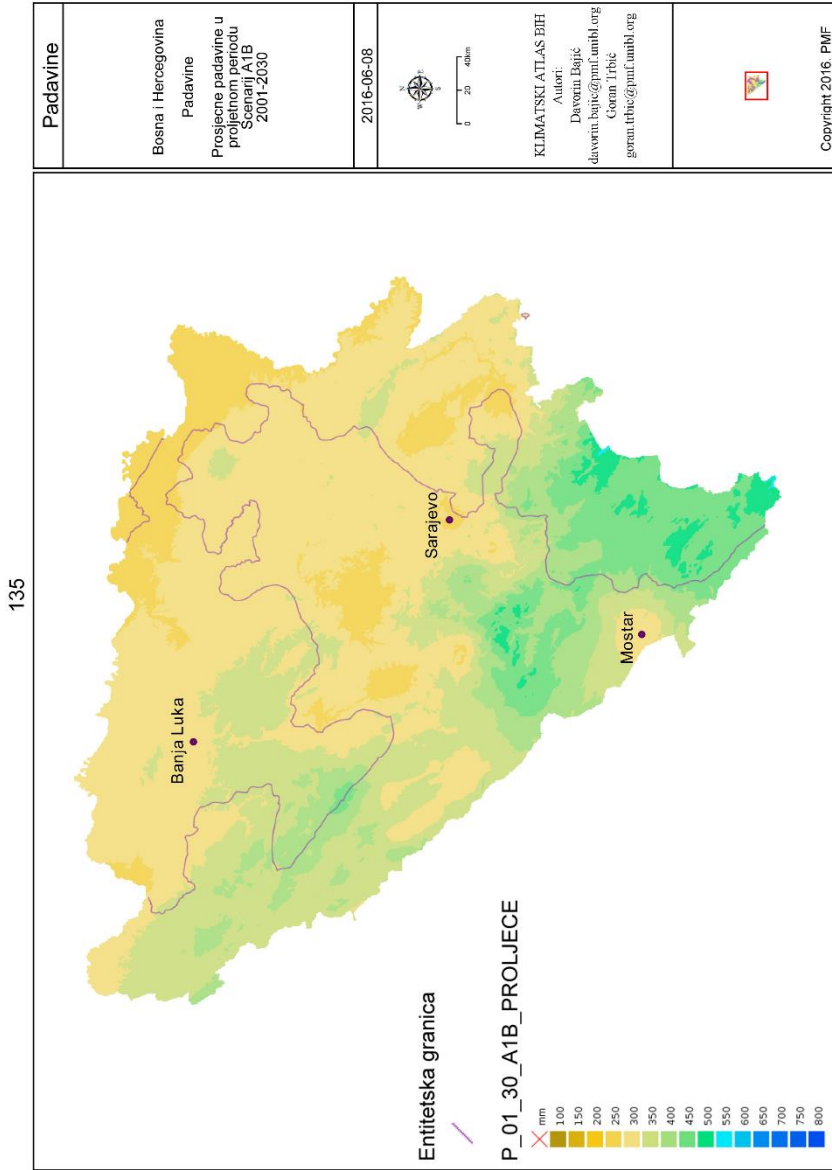 135
Padavine
Bosna i Hercegovina
Padavine
Prosjecne padavine u
proljetnom periodu
Scenarij A1B
2001-2030
2016-06-08
N
W E
S
0 20 40km
KLIMATSKI ATLAS BIH
Autori:
Davorin Bajić
davorin.bajic@pmf.unibl.org
Goran Trbić
goran.trbic@pmf.unibl.org
Copyright 2016. PMF
Banja Luka
Sarajevo
Mostar
Entitetska granica
P_01_30_A1B_PROLJECE
mm
100
150
200
250
300
350
400
450
500
550
600
650
700
750
800